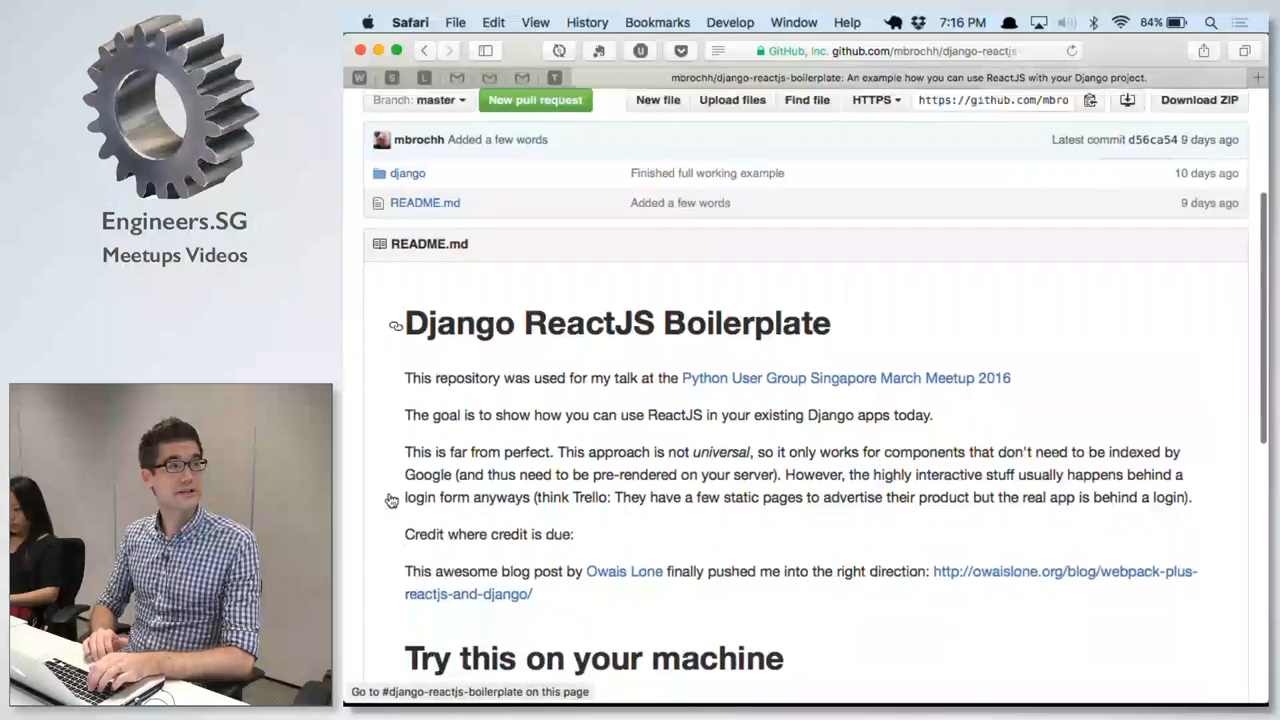 Safari File Edit View History Bookmarks Develop Window Help 7:16 PM 84%
GitHub, Inc. github.com/mbrochh/django-reactjs-
W S L T mbrochh/django-reactjs-boilerplate: An example how you can use ReactJS with your Django project.
Branch: master New pull request New file Upload files Find file HTTPS https://github.com/mbro Download ZIP
mbrochh Added a few words Latest commit d56ca54 9 days ago
django Finished full working example 10 days ago
README.md Added a few words 9 days ago
README.md
Django ReactJS Boilerplate
This repository was used for my talk at the Python User Group Singapore March Meetup 2016
The goal is to show how you can use ReactJS in your existing Django apps today.
This is far from perfect. This approach is not universal, so it only works for components that don't need to be indexed by
Google (and thus need to be pre-rendered on your server). However, the highly interactive stuff usually happens behind a
login form anyways (think Trello: They have a few static pages to advertise their product but the real app is behind a login).
Credit where credit is due:
This awesome blog post by Owais Lone finally pushed me into the right direction: http://owaislone.org/blog/webpack-plus-
reactjs-and-django/
Try this on your machine
Go to #django-reactjs-boilerplate on this page
Engineers.SG
Meetups Videos